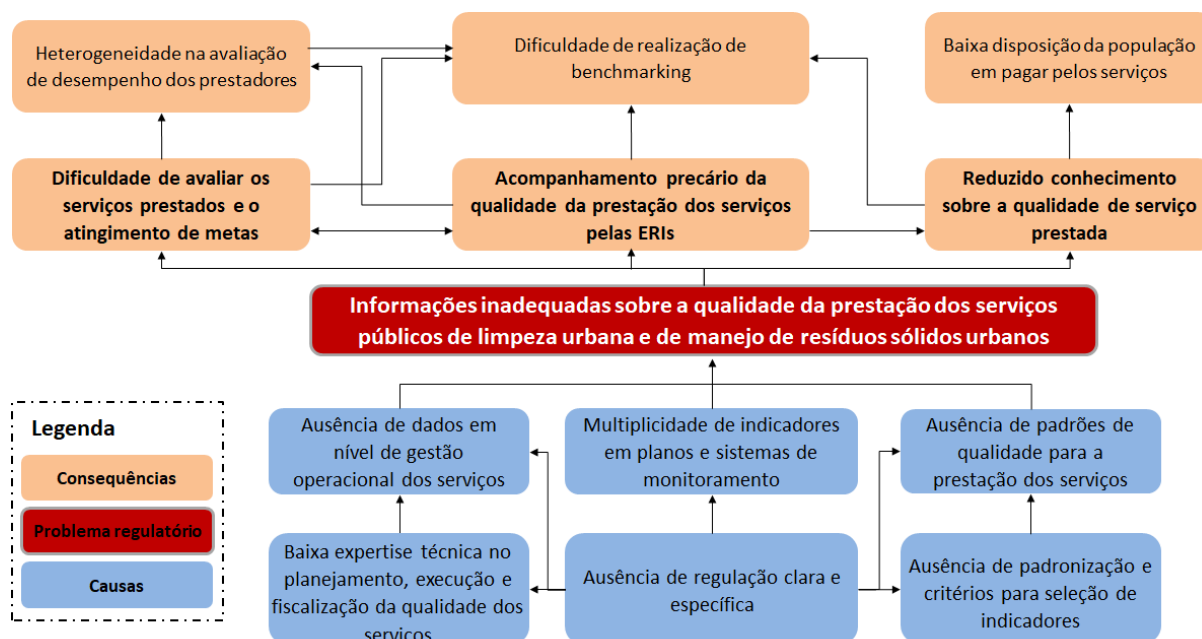 Heterogeneidade na avaliação
de desempenho dos prestadores
Dificuldade de realização de
benchmarking
Baixa disposição da população
em pagar pelos serviços
Dificuldade de avaliar os
serviços prestados e o
atingimento de metas
Acompanhamento precário da
qualidade da prestação dos serviços
pelas ERIs
Reduzido conhecimento
sobre a qualidade de serviço
prestada
Informações inadequadas sobre a qualidade da prestação dos serviços
públicos de limpeza urbana e de manejo de resíduos sólidos urbanos
Legenda
Consequências
Problema regulatório
Causas
Ausência de dados em
nível de gestão
operacional dos serviços
Multiplicidade de indicadores
em planos e sistemas de
monitoramento
Ausência de padrões de
qualidade para a
prestação dos serviços
Baixa expertise técnica no
planejamento, execução e
fiscalização da qualidade dos
serviços
Ausência de regulação clara e
específica
Ausência de padronização e
critérios para seleção de
indicadores